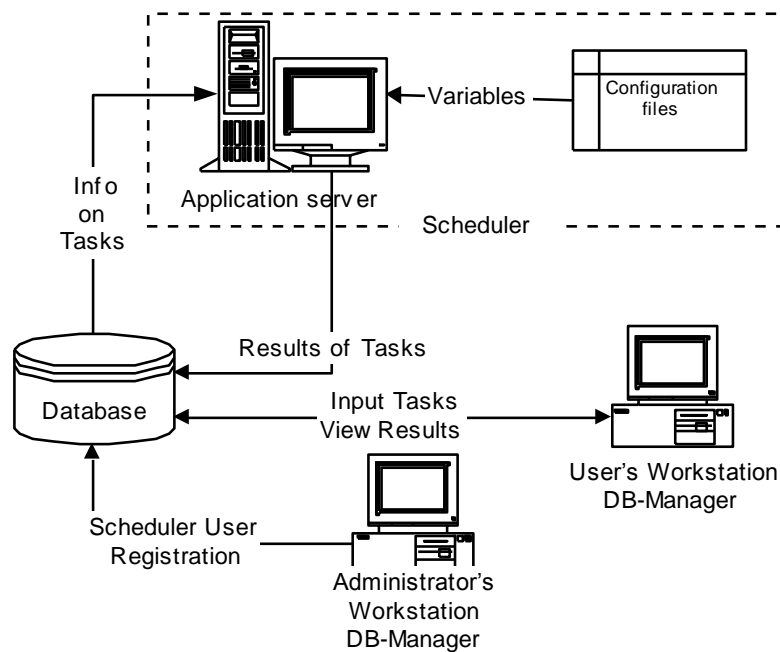 Variables
Configuration
files
Info
on
Tasks
Application server
Scheduler
Results of Tasks
Database
Input Tasks
View Results
User's Workstation
DB-Manager
Scheduler User
Registration
Administrator's
Workstation
DB-Manager